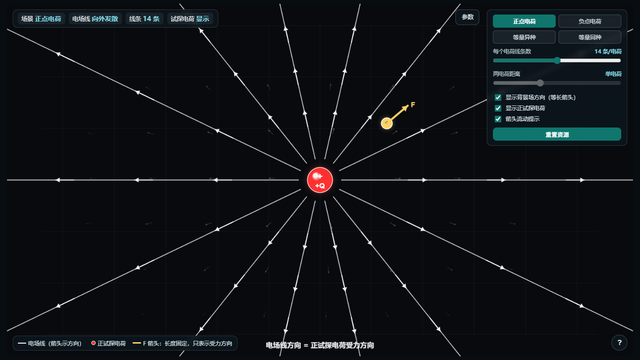 场景 正点电荷 电场线 向外发散 线条 14 条 试探电荷 显示
参数
正点电荷 负点电荷
等量异种 等量同种
每个电荷线条数 14 条/电荷
两电荷距离 单电荷
显示背景场方向（等长箭头）
显示正试探电荷
箭头流动提示
重置资源
F
+Q
电场线（箭头示方向） 正试探电荷 F 箭头：长度固定，只表示受力方向
电场线方向 = 正试探电荷受力方向
?